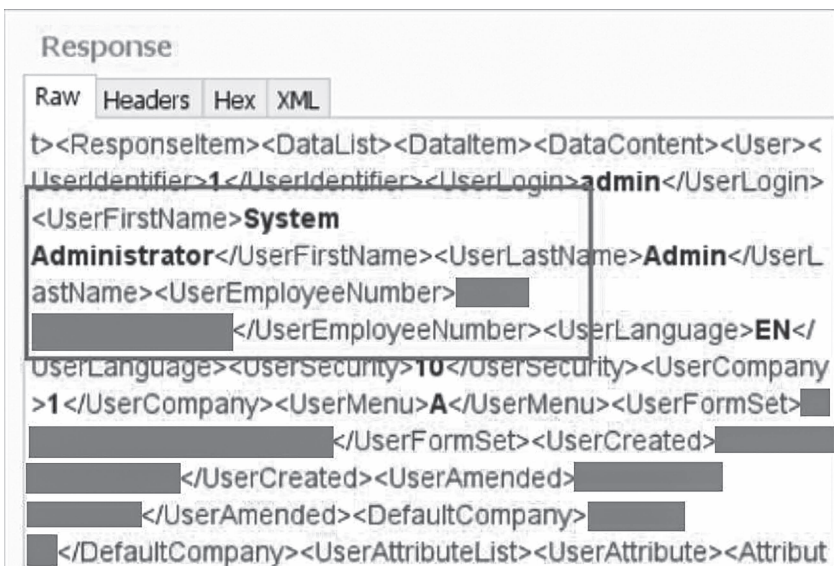 Response
Raw Headers Hex XML
t><ResponseItem><DataList><DataItem><DataContent><User><
UserIdentifier>1</UserIdentifier><UserLogin>admin</UserLogin>
<UserFirstName>System
Administrator</UserFirstName><UserLastName>Admin</UserL
astName><UserEmployeeNumber>
</UserEmployeeNumber><UserLanguage>EN</
UserLanguage><UserSecurity>10</UserSecurity><UserCompany
>1</UserCompany><UserMenu>A</UserMenu><UserFormSet>
</UserFormSet><UserCreated>
</UserCreated><UserAmended>
</UserAmended><DefaultCompany>
</DefaultCompany><UserAttributeList><UserAttribute><Attribut